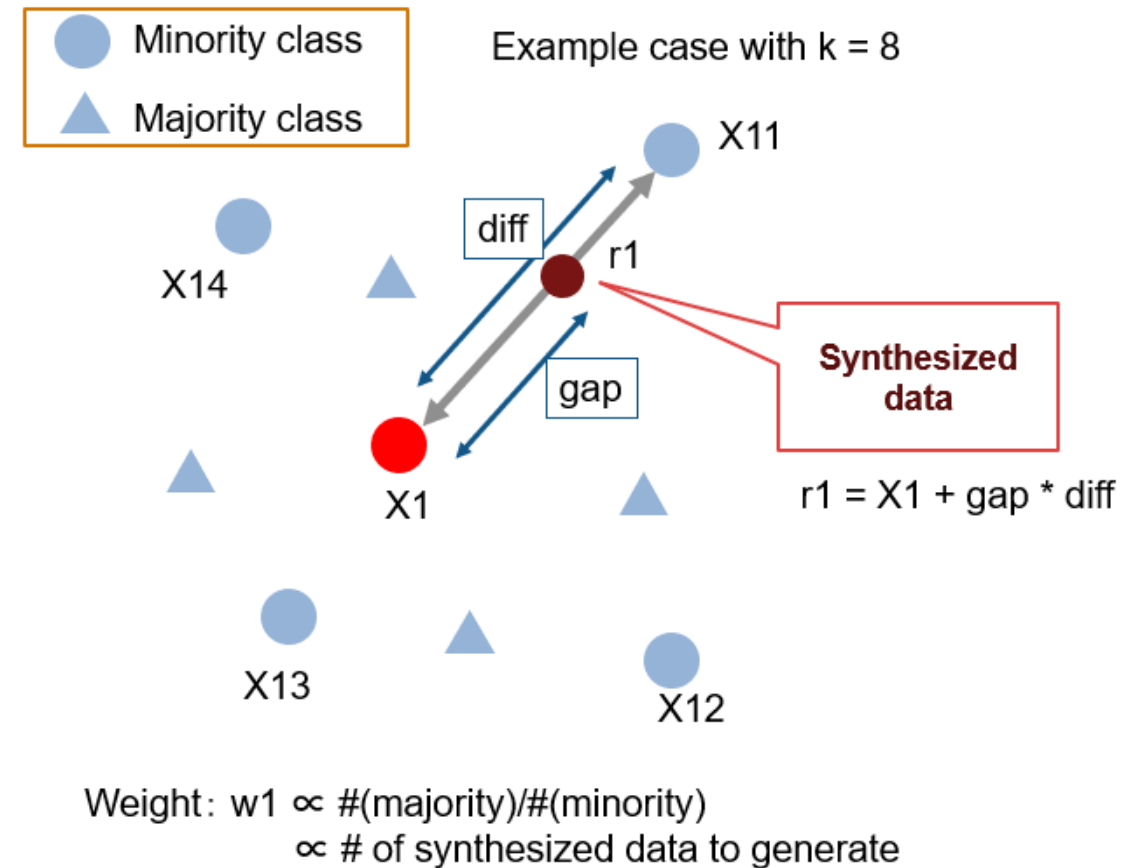 Minority class
Majority class
Example case with k = 8
X11
diff
r1
X14
Synthesized
data
gap
X1
r1 = X1 + gap * diff
X13
X12
Weight: w1 ∝ #(majority)/#(minority)
∝ # of synthesized data to generate